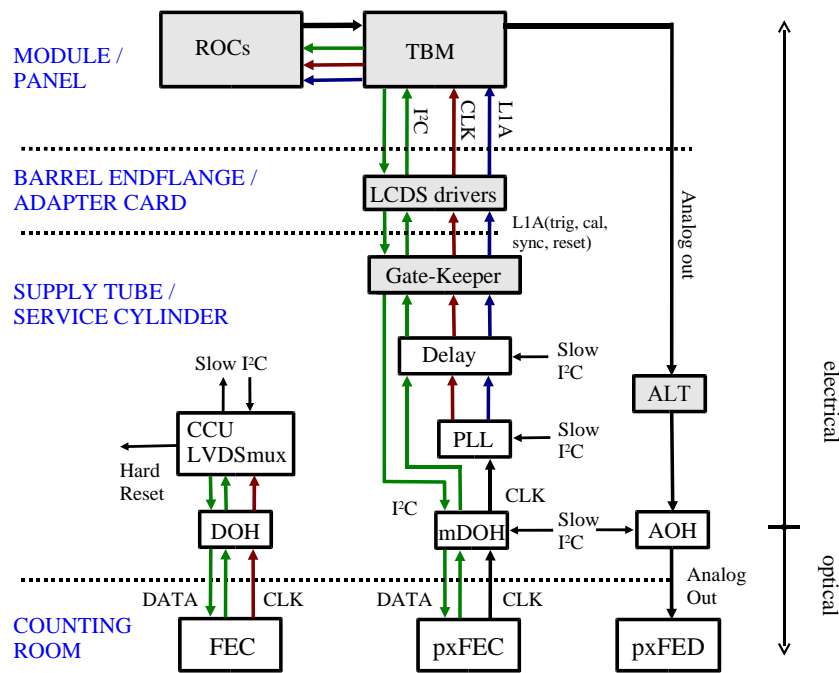 MODULE /
PANEL
ROCs
TBM
I²C
CLK
L1A
BARREL ENDFLANGE /
ADAPTER CARD
LCDS drivers
L1A(trig, cal,
sync, reset)
Analog out
Gate-Keeper
SUPPLY TUBE /
SERVICE CYLINDER
Delay
Slow
I²C
Slow I²C
ALT
electrical
CCU
LVDSmux
PLL
Slow
I²C
Hard
Reset
I²C
CLK
DOH
mDOH
Slow
I²C
AOH
optical
Analog
Out
DATA
CLK
DATA
CLK
COUNTING
ROOM
FEC
pxFEC
pxFED